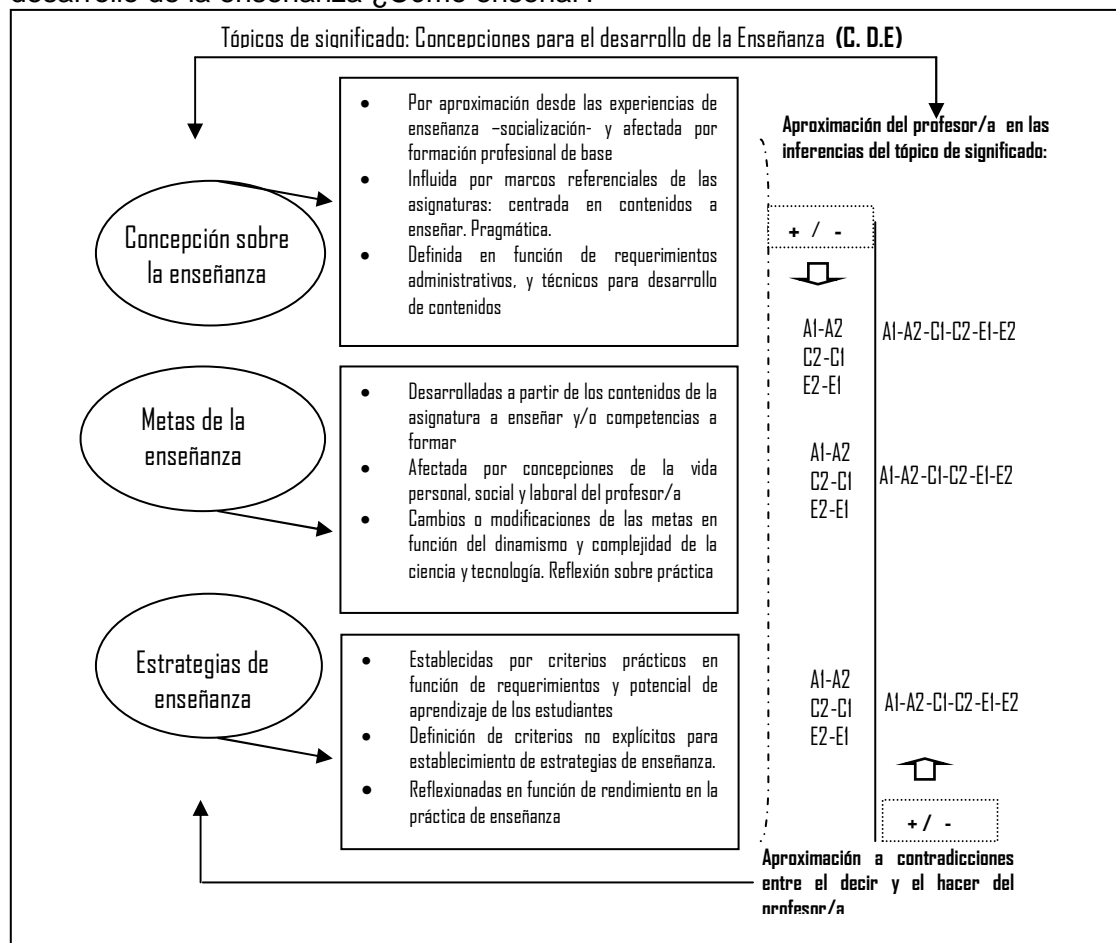 desarrollo de la enseñanza ¿Cómo enseñar?
Tópicos de significado: Concepciones para el desarrollo de la Enseñanza (C. D.E)
• Por aproximación desde las experiencias de
enseñanza –socialización- y afectada por
formación profesional de base
• Influida por marcos referenciales de las
asignaturas: centrada en contenidos a
enseñar. Pragmática.
• Definida en función de requerimientos
administrativos, y técnicos para desarrollo
de contenidos
Concepción sobre
la enseñanza
Aproximación del profesor/a en las
inferencias del tópico de significado:
+ / -
A1-A2
C2-C1
E2-E1
A1-A2-C1-C2-E1-E2
Metas de la
enseñanza
• Desarrolladas a partir de los contenidos de la
asignatura a enseñar y/o competencias a
formar
• Afectada por concepciones de la vida
personal, social y laboral del profesor/a
• Cambios o modificaciones de las metas en
función del dinamismo y complejidad de la
ciencia y tecnología. Reflexión sobre práctica
A1-A2
C2-C1
E2-E1
A1-A2-C1-C2-E1-E2
Estrategias de
enseñanza
• Establecidas por criterios prácticos en
función de requerimientos y potencial de
aprendizaje de los estudiantes
• Definición de criterios no explícitos para
establecimiento de estrategias de enseñanza.
• Reflexionadas en función de rendimiento en la
práctica de enseñanza
A1-A2
C2-C1
E2-E1
A1-A2-C1-C2-E1-E2
+ / -
Aproximación a contradicciones
entre el decir y el hacer del
profesor/a